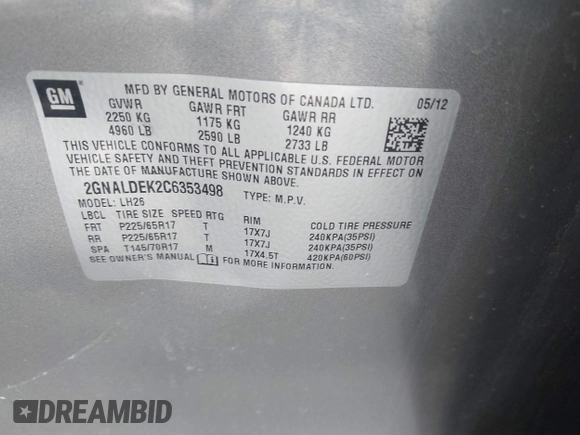 GM
MFD BY GENERAL MOTORS OF CANADA LTD. 05/12
GVWR GAWR FRT GAWR RR
2250 KG 1175 KG 1240 KG
4960 LB 2590 LB 2733 LB
THIS VEHICLE CONFORMS TO ALL APPLICABLE U.S. FEDERAL MOTOR
VEHICLE SAFETY AND THEFT PREVENTION STANDARDS IN EFFECT ON
THE DATE OF MANUFACTURE SHOWN ABOVE.
2GNALDEK2C6353498 TYPE: M.P.V.
MODEL: LH26
LBCL TIRE SIZE SPEED RTG RIM COLD TIRE PRESSURE
FRT P225/65R17 T 17X7J 240KPA(35PSI)
RR P225/65R17 T 17X7J 240KPA(35PSI)
SPA T145/70R17 M 17X4.5T 420KPA(60PSI)
SEE OWNER'S MANUAL FOR MORE INFORMATION.
DREAMBID